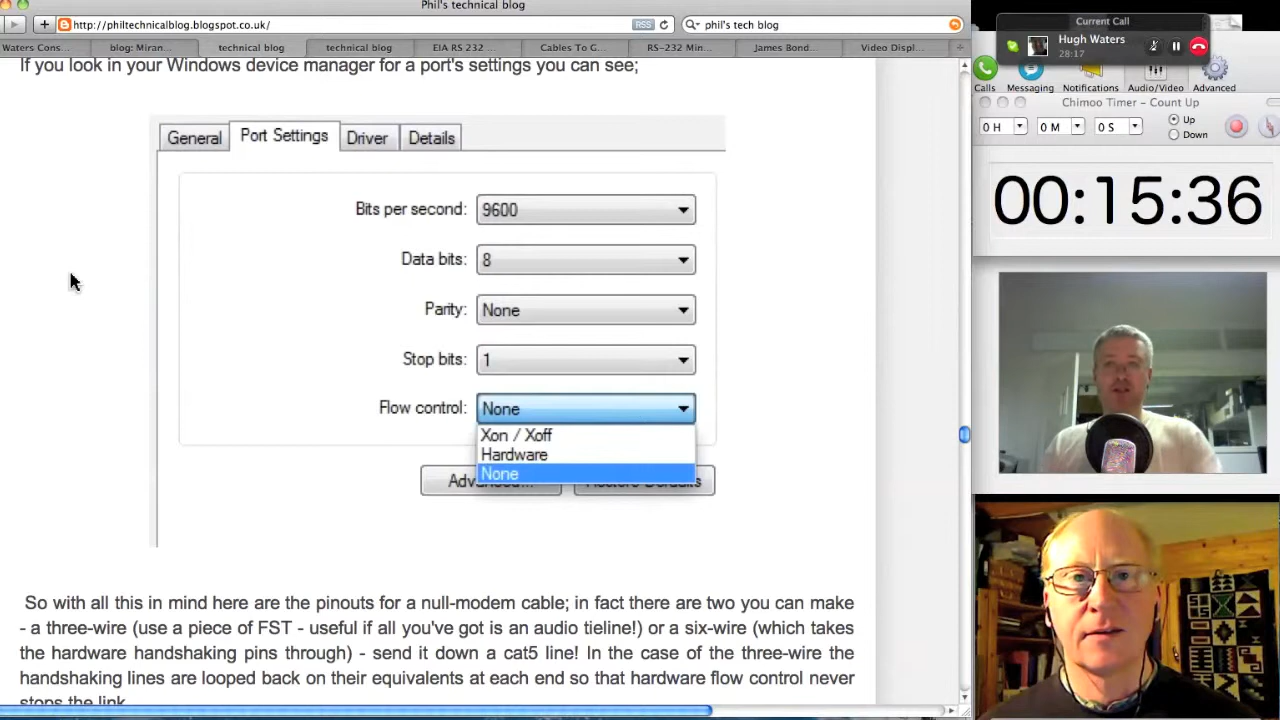 Phil's technical blog
http://philtechnicalblog.blogspot.co.uk/
RSS
phil's tech blog
Waters Cons...
blog: Miran...
technical blog
technical blog
EIA RS 232
Cables To G...
RS-232 Min...
James Bond...
Video Displ...
If you look in your Windows device manager for a port's settings you can see;
General
Port Settings
Driver
Details
Bits per second: 9600
Data bits: 8
Parity: None
Stop bits: 1
Flow control: None
Xon / Xoff
Hardware
None
So with all this in mind here are the pinouts for a null-modem cable; in fact there are two you can make
- a three-wire (use a piece of FST - useful if all you've got is an audio tieline!) or a six-wire (which takes
the hardware handshaking pins through) - send it down a cat5 line! In the case of the three-wire the
handshaking lines are looped back on their equivalents at each end so that hardware flow control never
stops the link
Current Call
Hugh Waters
28:17
Calls
Messaging
Notifications
Audio/Video
Advanced
Chimoo Timer - Count Up
0 H
0 M
0 S
Up
Down
00:15:36